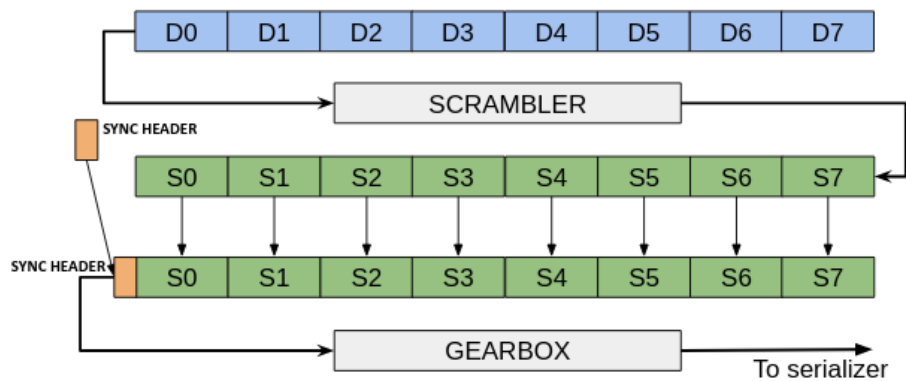 D0 D1 D2 D3 D4 D5 D6 D7
SCRAMBLER
SYNC HEADER
S0 S1 S2 S3 S4 S5 S6 S7
SYNC HEADER
S0 S1 S2 S3 S4 S5 S6 S7
GEARBOX
To serializer